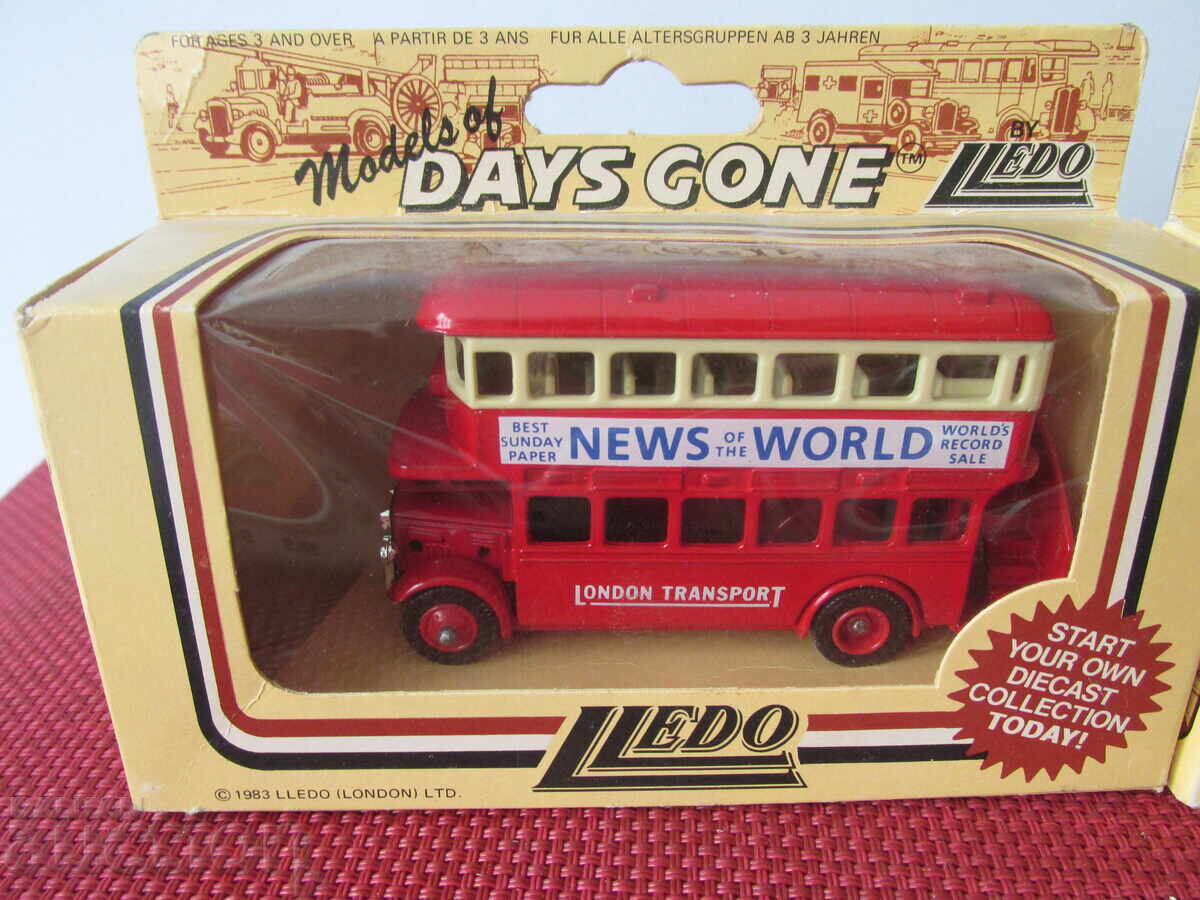 FOR AGES 3 AND OVER A PARTIR DE 3 ANS FUR ALLE ALTERSGRUPPEN AB 3 JAHREN
Models of
DAYS GONE TM
BY
LLEDO
BEST
SUNDAY
PAPER
NEWS OF THE WORLD
WORLD'S
RECORD
SALE
LONDON TRANSPORT
START
YOUR OWN
DIECAST
COLLECTION
TODAY!
LLEDO
© 1983 LLEDO (LONDON) LTD.